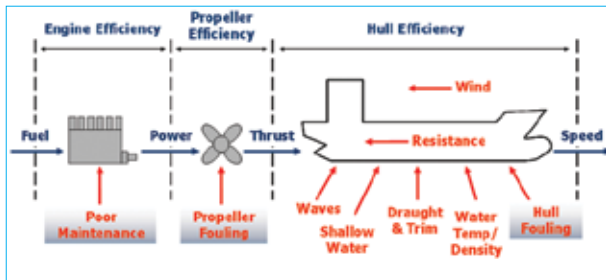 Engine Efficiency
Propeller
Efficiency
Hull Efficiency
Wind
Fuel
Power
Thrust
Resistance
Speed
Poor
Maintenance
Propeller
Fouling
Waves
Shallow
Water
Draught
& Trim
Water
Temp/
Density
Hull
Fouling